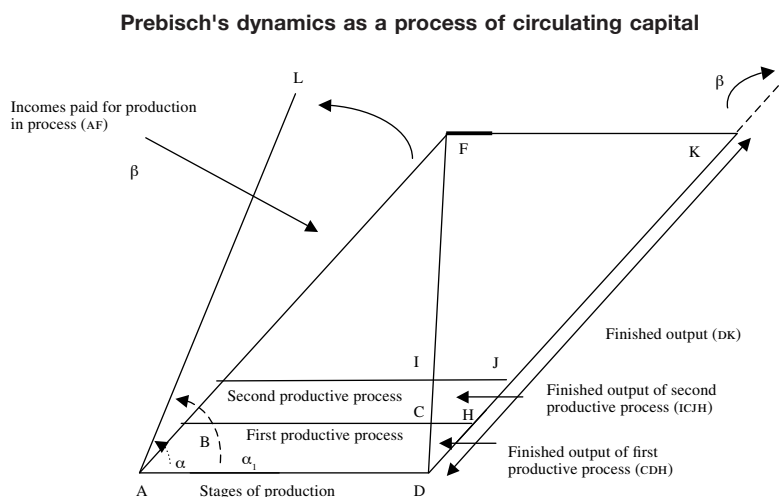 Prebisch's dynamics as a process of circulating capital
L
β
Incomes paid for production
in process (AF)
F
K
β
Finished output (DK)
I
J
Second productive process
Finished output of second
productive process (ICJH)
C
H
B
First productive process
Finished output of first
productive process (CDH)
α
α₁
A
Stages of production
D